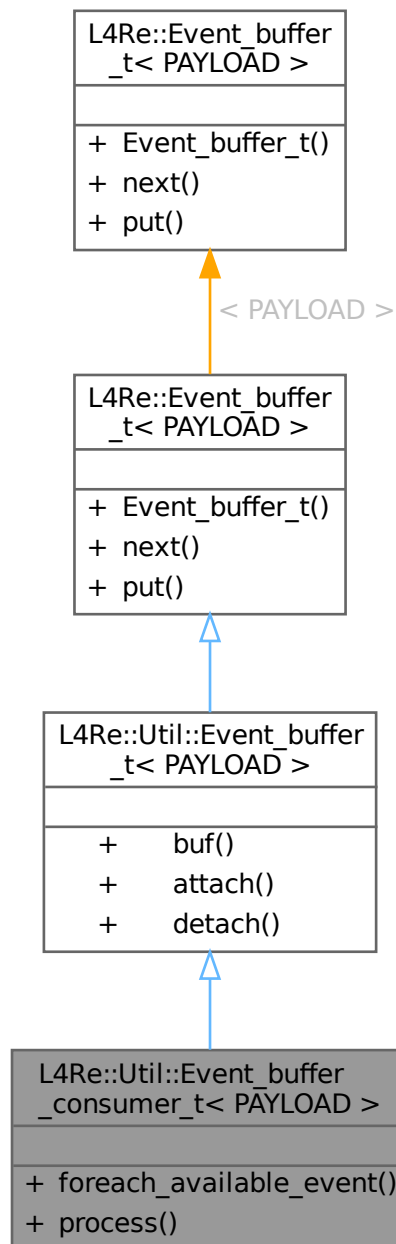 L4Re::Event_buffer
_t< PAYLOAD >
+ Event_buffer_t()
+ next()
+ put()
< PAYLOAD >
L4Re::Event_buffer
_t< PAYLOAD >
+ Event_buffer_t()
+ next()
+ put()
L4Re::Util::Event_buffer
_t< PAYLOAD >
+ buf()
+ attach()
+ detach()
L4Re::Util::Event_buffer
_consumer_t< PAYLOAD >
+ foreach_available_event()
+ process()